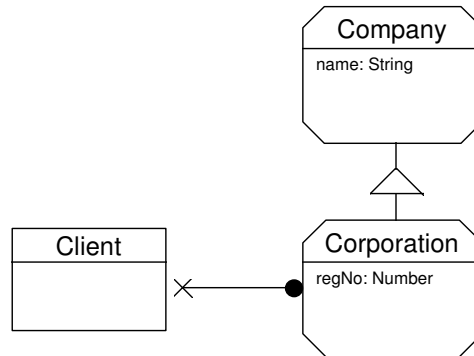 Company
name: String
Client
Corporation
regNo: Number